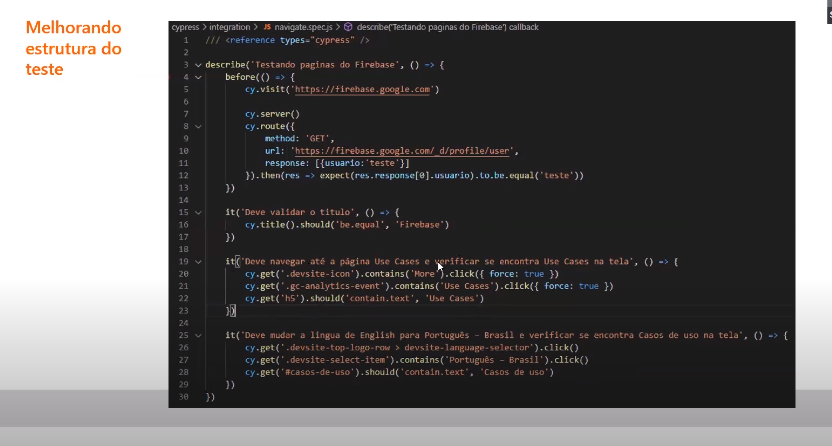 Melhorando
estrutura do
teste
cypress > integration > JS navigate.spec.js > describe('Testando paginas do Firebase') callback
1 /// <reference types="cypress" />
2
3 describe('Testando paginas do Firebase', () => {
4 before(() => {
5 cy.visit('https://firebase.google.com')
6
7 cy.server()
8 cy.route({
9 method: 'GET',
10 url: 'https://firebase.google.com/_d/profile/user',
11 response: [{usuario:'teste'}]
12 }).then(res => expect(res.response[0].usuario).to.be.equal('teste'))
13 })
14
15 it('Deve validar o titulo', () => {
16 cy.title().should('be.equal', 'Firebase')
17 })
18
19 it('Deve navegar até a página Use Cases e verificar se encontra Use Cases na tela', () => {
20 cy.get('.devsite-icon').contains('More').click({ force: true })
21 cy.get('.gc-analytics-event').contains('Use Cases').click({ force: true })
22 cy.get('h5').should('contain.text', 'Use Cases')
23 })
24
25 it('Deve mudar a lingua de English para Português – Brasil e verificar se encontra Casos de uso na tela', () => {
26 cy.get('.devsite-top-logo-row > devsite-language-selector').click()
27 cy.get('.devsite-select-item').contains('Português – Brasil').click()
28 cy.get('#casos-de-uso').should('contain.text', 'Casos de uso')
29 })
30 })